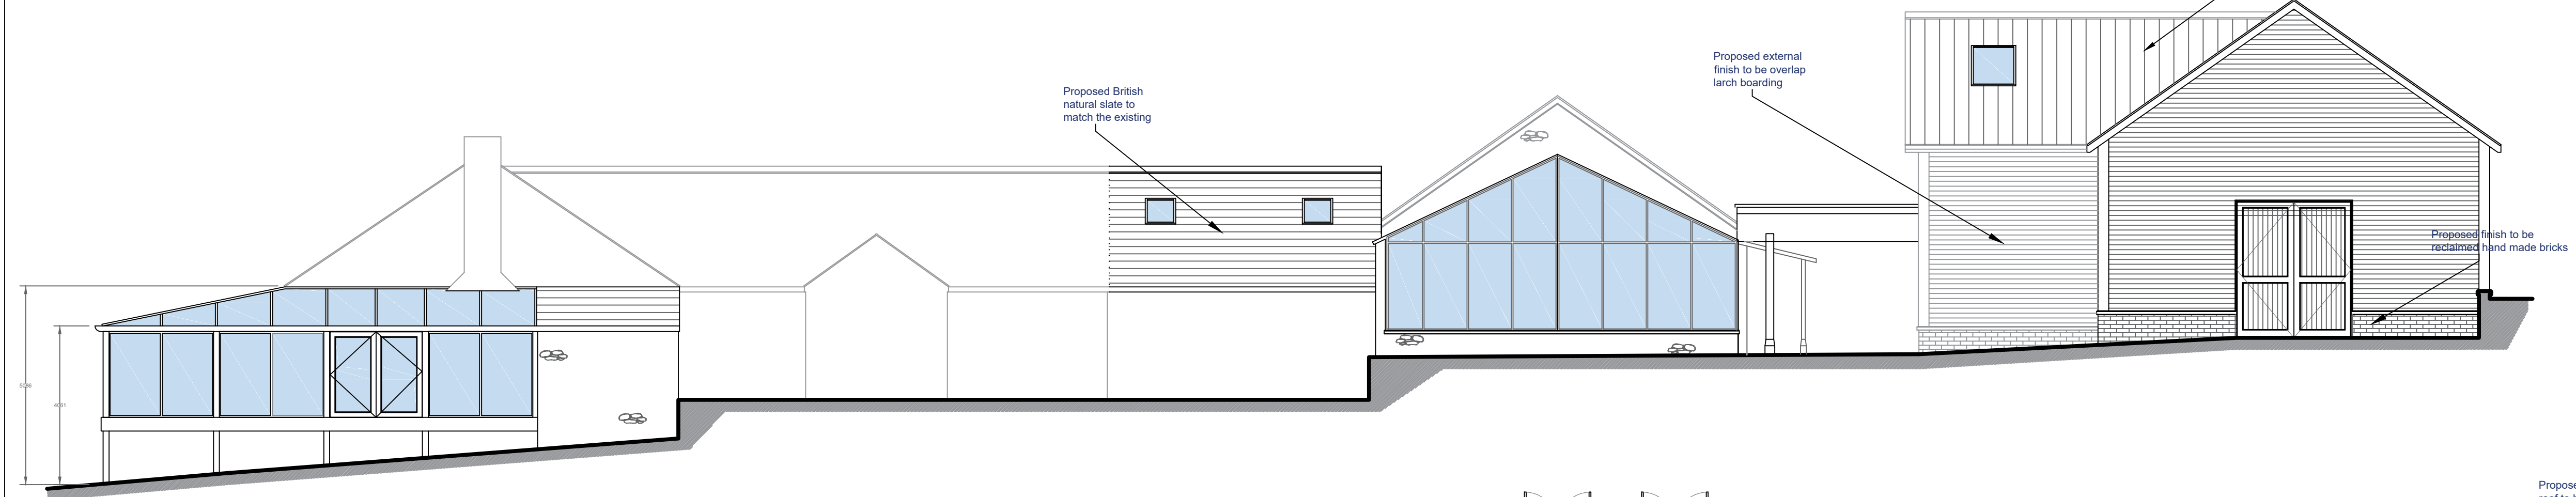 Proposed external
finish to be overlap
larch boarding
Proposed British
natural slate to
match the existing
Proposed finish to be
reclaimed hand made bricks